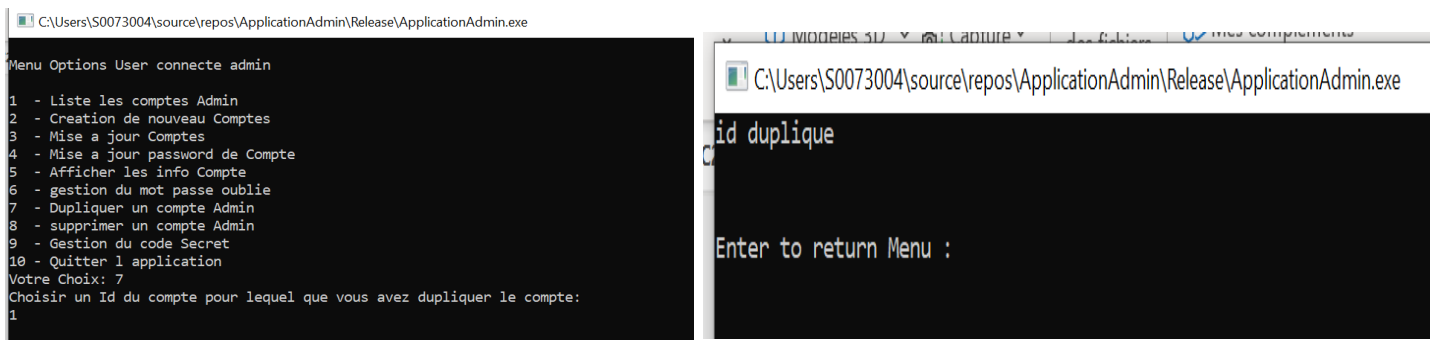 C:\Users\S0073004\source\repos\ApplicationAdmin\Release\ApplicationAdmin.exe
Menu Options User connecte admin
1  - Liste les comptes Admin
2  - Creation de nouveau Comptes
3  - Mise a jour Comptes
4  - Mise a jour password de Compte
5  - Afficher les info Compte
6  - gestion du mot passe oublie
7  - Dupliquer un compte Admin
8  - supprimer un compte Admin
9  - Gestion du code Secret
10 - Quitter l application
Votre Choix: 7
Choisir un Id du compte pour lequel que vous avez dupliquer le compte:
1
Modeles 3D Capture des fichiers Mes complements
C:\Users\S0073004\source\repos\ApplicationAdmin\Release\ApplicationAdmin.exe
id duplique
Enter to return Menu :